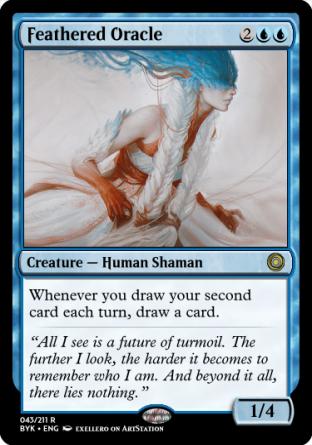 Feathered Oracle 2
Creature — Human Shaman
Whenever you draw your second
card each turn, draw a card.
“All I see is a future of turmoil. The
further I look, the harder it becomes to
remember who I am. And beyond it all,
there lies nothing.”
1/4
043/211 R
BYK • ENG exellero on ArtStation